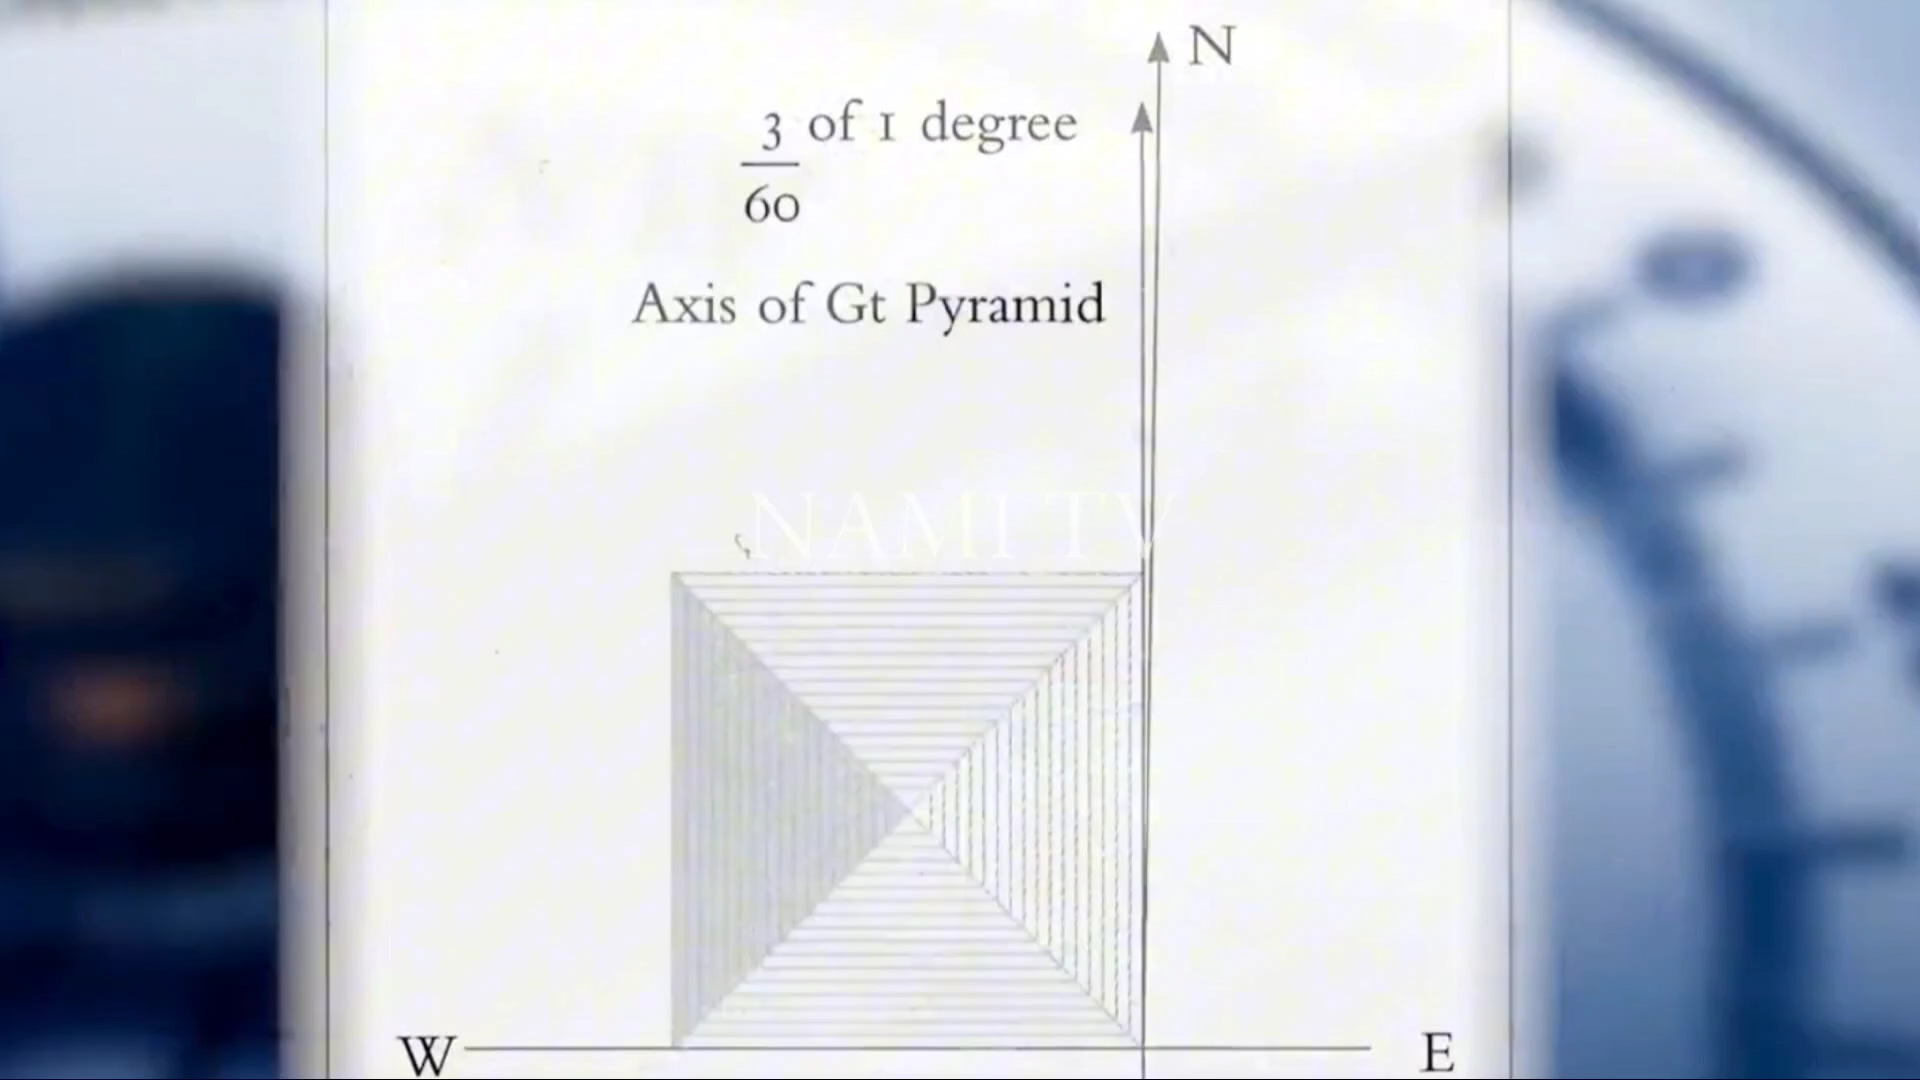 N
3 of 1 degree
60
Axis of Gt Pyramid
NAMI TV
W E